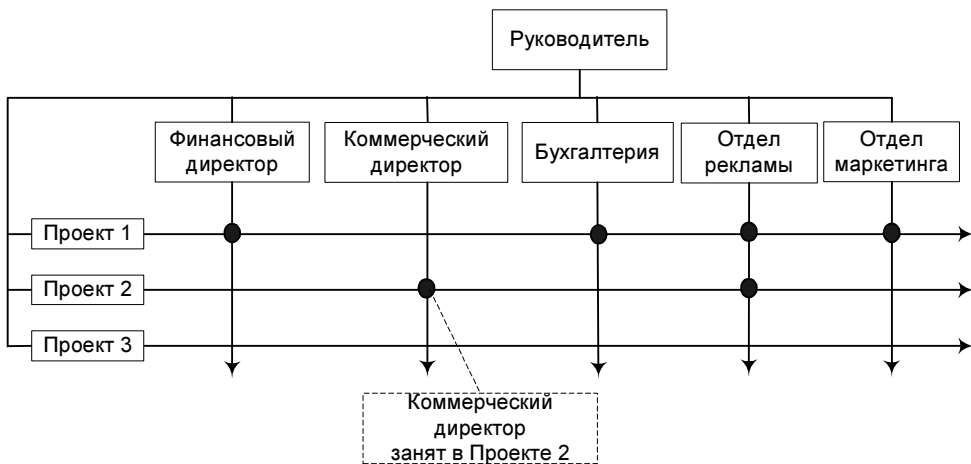 Руководитель
Финансовый
директор
Коммерческий
директор
Бухгалтерия
Отдел
рекламы
Отдел
маркетинга
Проект 1
Проект 2
Проект 3
Коммерческий
директор
занят в Проекте 2